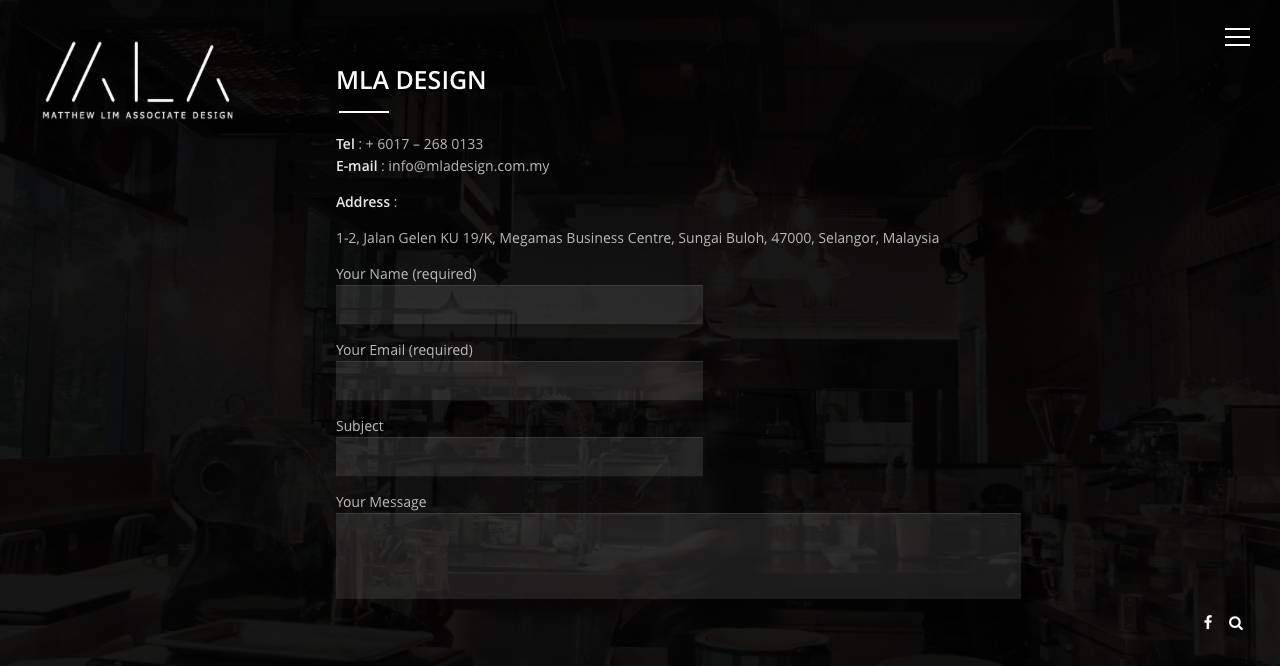 MLA
MATTHEW LIM ASSOCIATE DESIGN
MLA DESIGN
Tel : + 6017 – 268 0133
E-mail : info@mladesign.com.my
Address :
1-2, Jalan Gelen KU 19/K, Megamas Business Centre, Sungai Buloh, 47000, Selangor, Malaysia
Your Name (required)
Your Email (required)
Subject
Your Message